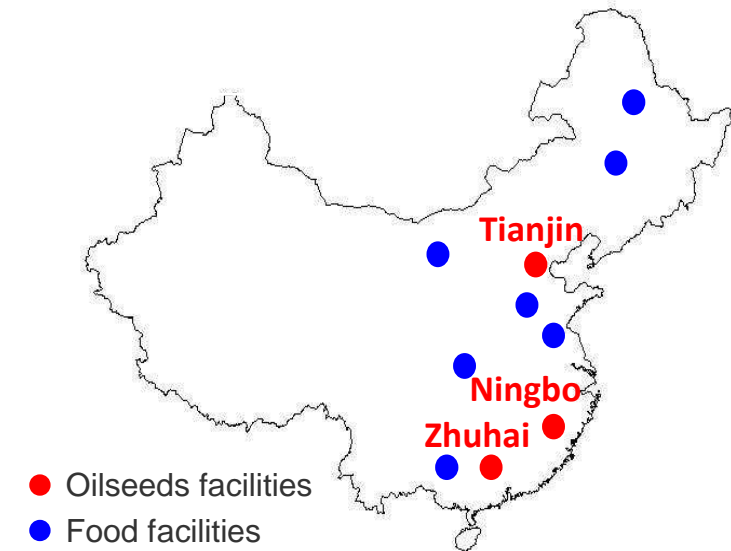 Tianjin
Ningbo
Zhuhai
Oilseeds facilities
Food facilities